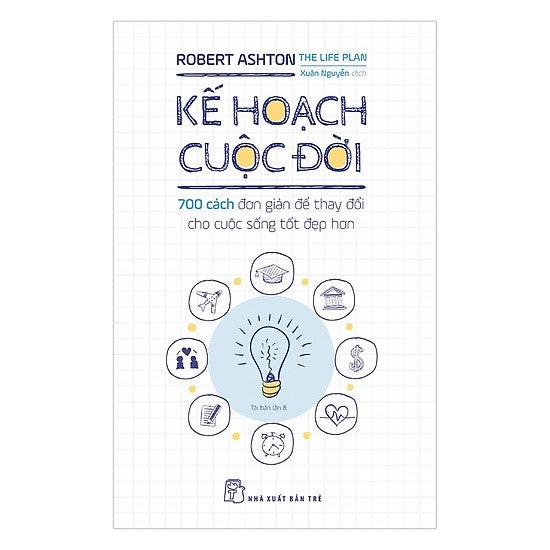 ROBERT ASHTON THE LIFE PLAN
Xuân Nguyễn dịch
KẾ HOẠCH
CUỘC ĐỜI
700 cách đơn giản để thay đổi
cho cuộc sống tốt đẹp hơn
Tái bản lần 8
NHÀ XUẤT BẢN TRẺ